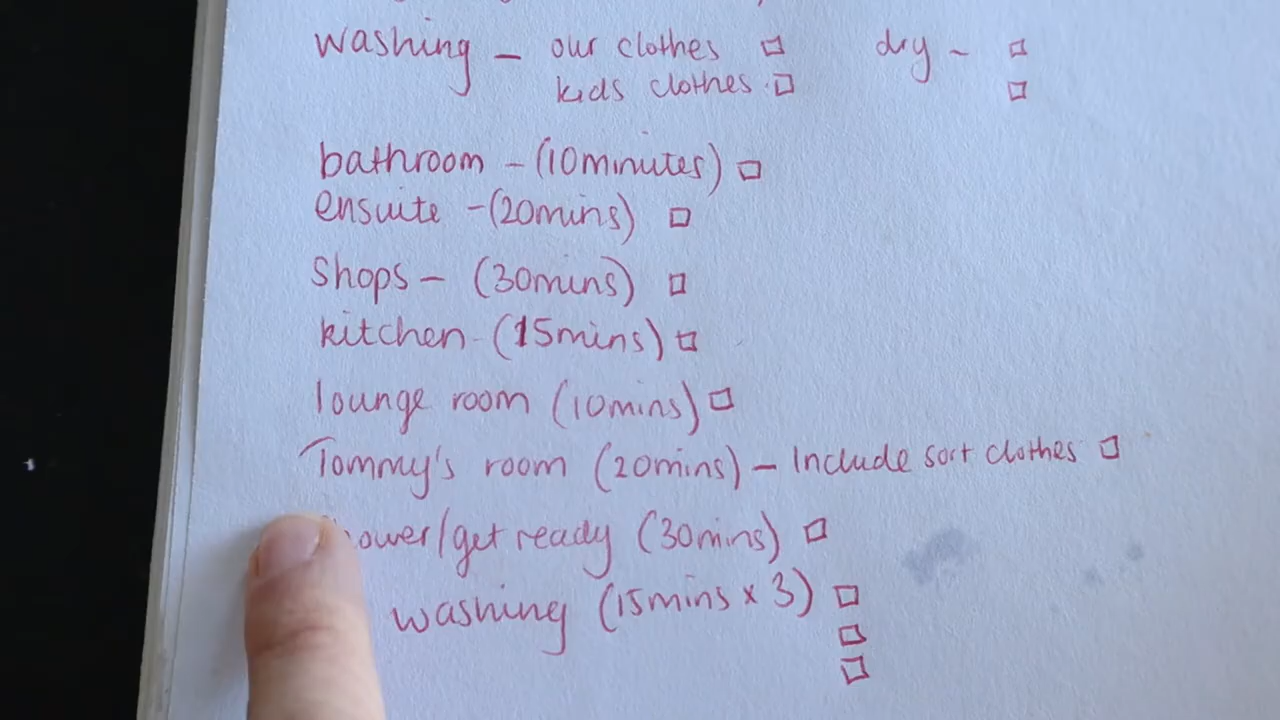 washing - our clothes □ dry - □
kids clothes □ □
bathroom - (10minutes) □
ensuite - (20mins) □
shops - (30mins) □
kitchen - (15mins) □
lounge room (10mins) □
Tommy's room (20mins) - Include sort clothes □
/get ready (30mins) □
washing (15mins x 3) □
□
□